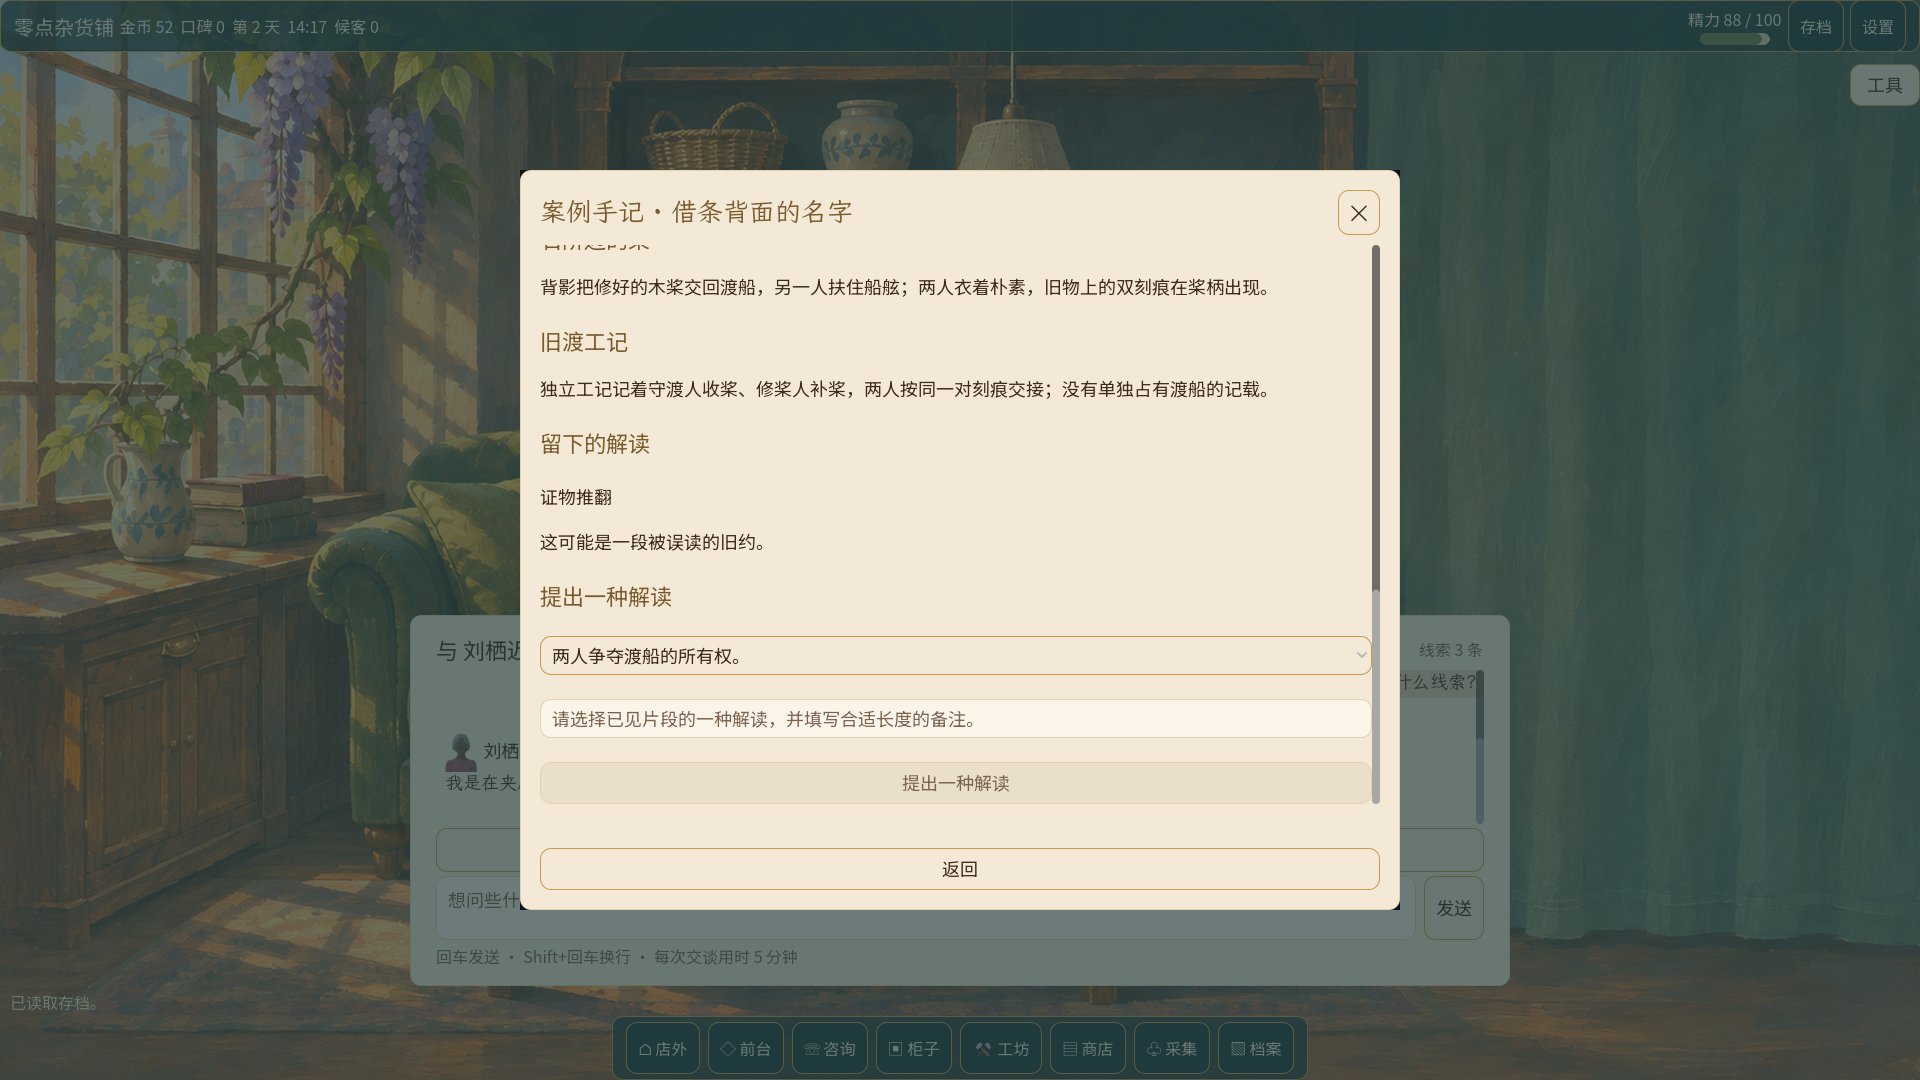 零点杂货铺 金币 52 口碑 0 第 2 天 14:17 候客 0
精力 88 / 100
存档
设置
工具
案例手记·借条背面的名字
背影把修好的木桨交回渡船，另一人扶住船舷；两人衣着朴素，旧物上的双刻痕在桨柄出现。
旧渡工记
独立工记记着守渡人收桨、修桨人补桨，两人按同一对刻痕交接；没有单独占有渡船的记载。
留下的解读
证物推翻
这可能是一段被误读的旧约。
提出一种解读
两人争夺渡船的所有权。
请选择已见片段的一种解读，并填写合适长度的备注。
提出一种解读
返回
与 刘栖迟
线索 3 条
什么线索？
刘栖
我是在夹
想问些什
发送
回车发送 · Shift+回车换行 · 每次交谈用时 5 分钟
已读取存档。
店外
前台
咨询
柜子
工坊
商店
采集
档案